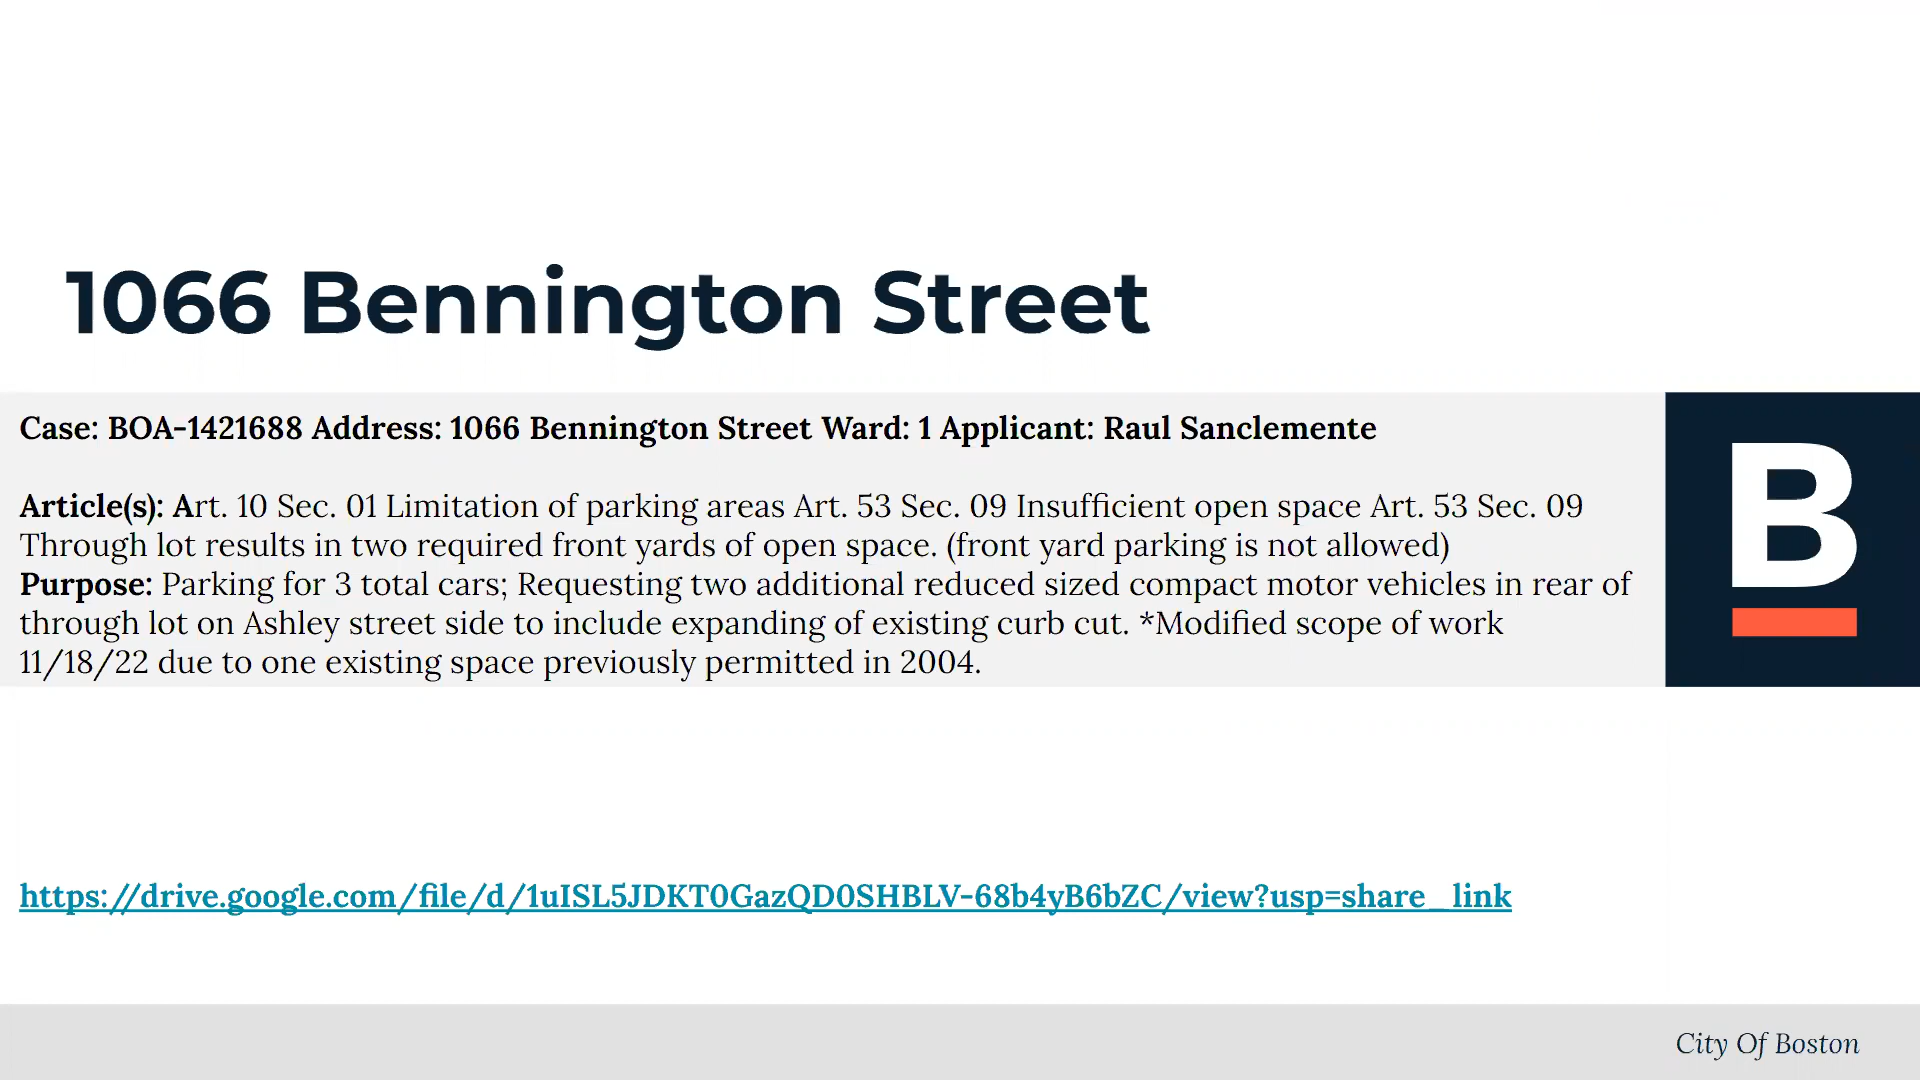 1066 Bennington Street
Case: BOA-1421688 Address: 1066 Bennington Street Ward: 1 Applicant: Raul Sanclemente
Article(s): Art. 10 Sec. 01 Limitation of parking areas Art. 53 Sec. 09 Insufficient open space Art. 53 Sec. 09
Through lot results in two required front yards of open space. (front yard parking is not allowed)
Purpose: Parking for 3 total cars; Requesting two additional reduced sized compact motor vehicles in rear of
through lot on Ashley street side to include expanding of existing curb cut. *Modified scope of work
11/18/22 due to one existing space previously permitted in 2004.
B
https://drive.google.com/file/d/1uISL5JDKT0GazQD0SHBLV-68b4yB6bZC/view?usp=share_link
City Of Boston